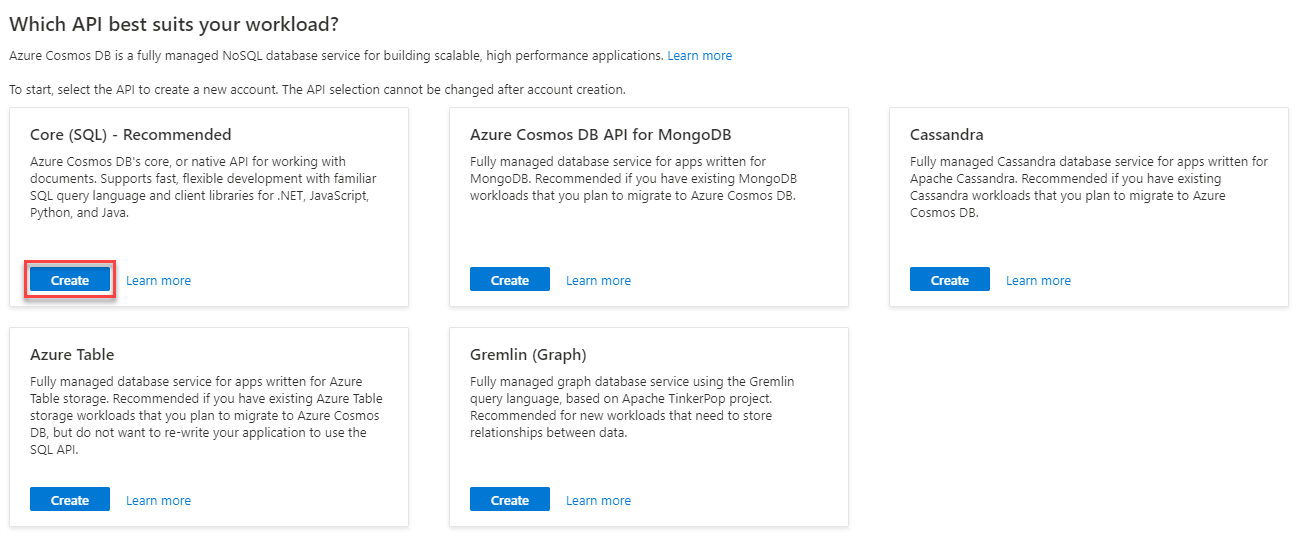 Which API best suits your workload?
Azure Cosmos DB is a fully managed NoSQL database service for building scalable, high performance applications. Learn more
To start, select the API to create a new account. The API selection cannot be changed after account creation.
Core (SQL) - Recommended
Azure Cosmos DB's core, or native API for working with
documents. Supports fast, flexible development with familiar
SQL query language and client libraries for .NET, JavaScript,
Python, and Java.
Create Learn more
Azure Cosmos DB API for MongoDB
Fully managed database service for apps written for
MongoDB. Recommended if you have existing MongoDB
workloads that you plan to migrate to Azure Cosmos DB.
Create Learn more
Cassandra
Fully managed Cassandra database service for apps written for
Apache Cassandra. Recommended if you have existing
Cassandra workloads that you plan to migrate to Azure
Cosmos DB.
Create Learn more
Azure Table
Fully managed database service for apps written for Azure
Table storage. Recommended if you have existing Azure Table
storage workloads that you plan to migrate to Azure Cosmos
DB, but do not want to re-write your application to use the
SQL API.
Create Learn more
Gremlin (Graph)
Fully managed graph database service using the Gremlin
query language, based on Apache TinkerPop project.
Recommended for new workloads that need to store
relationships between data.
Create Learn more